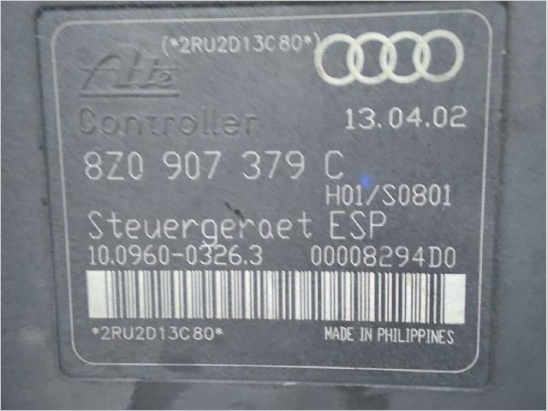 (*2RU2D13C80*)
Ate
Controller 13.04.02
8Z0 907 379 C
H01/S0801
Steuergeraet ESP
10.0960-0326.3 00008294D0
*2RU2D13C80* MADE IN PHILIPPINES